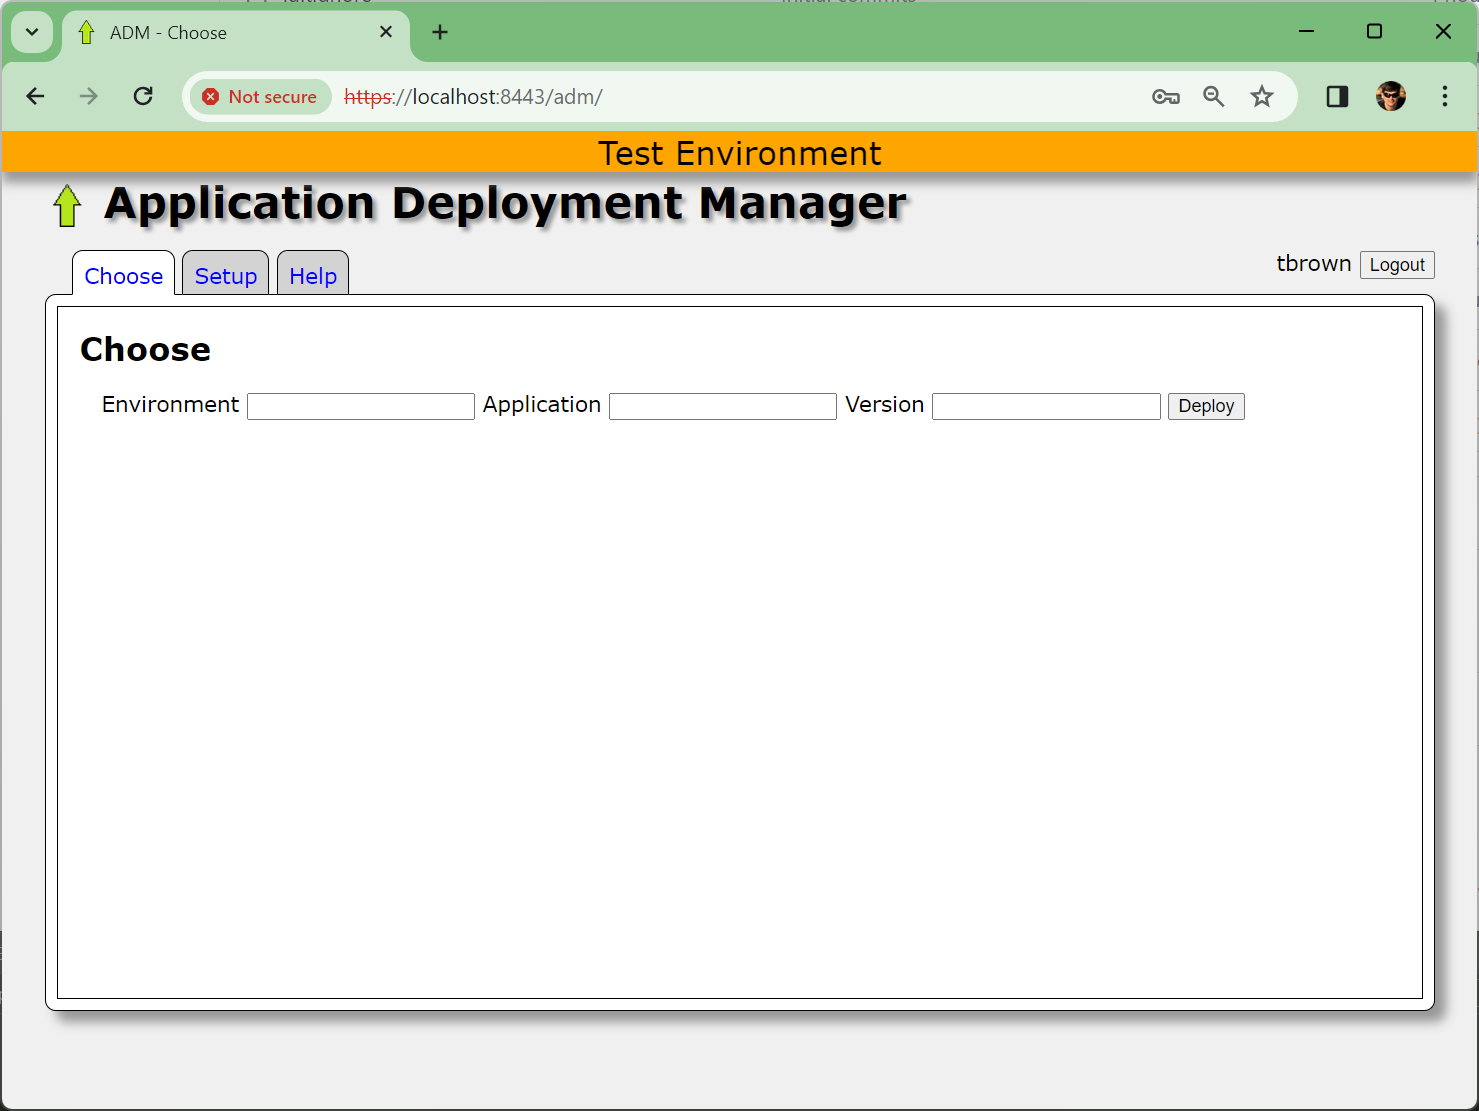 ADM - Choose
Not secure https://localhost:8443/adm/
Test Environment
Application Deployment Manager
Choose Setup Help tbrown Logout
Choose
Environment Application Version Deploy